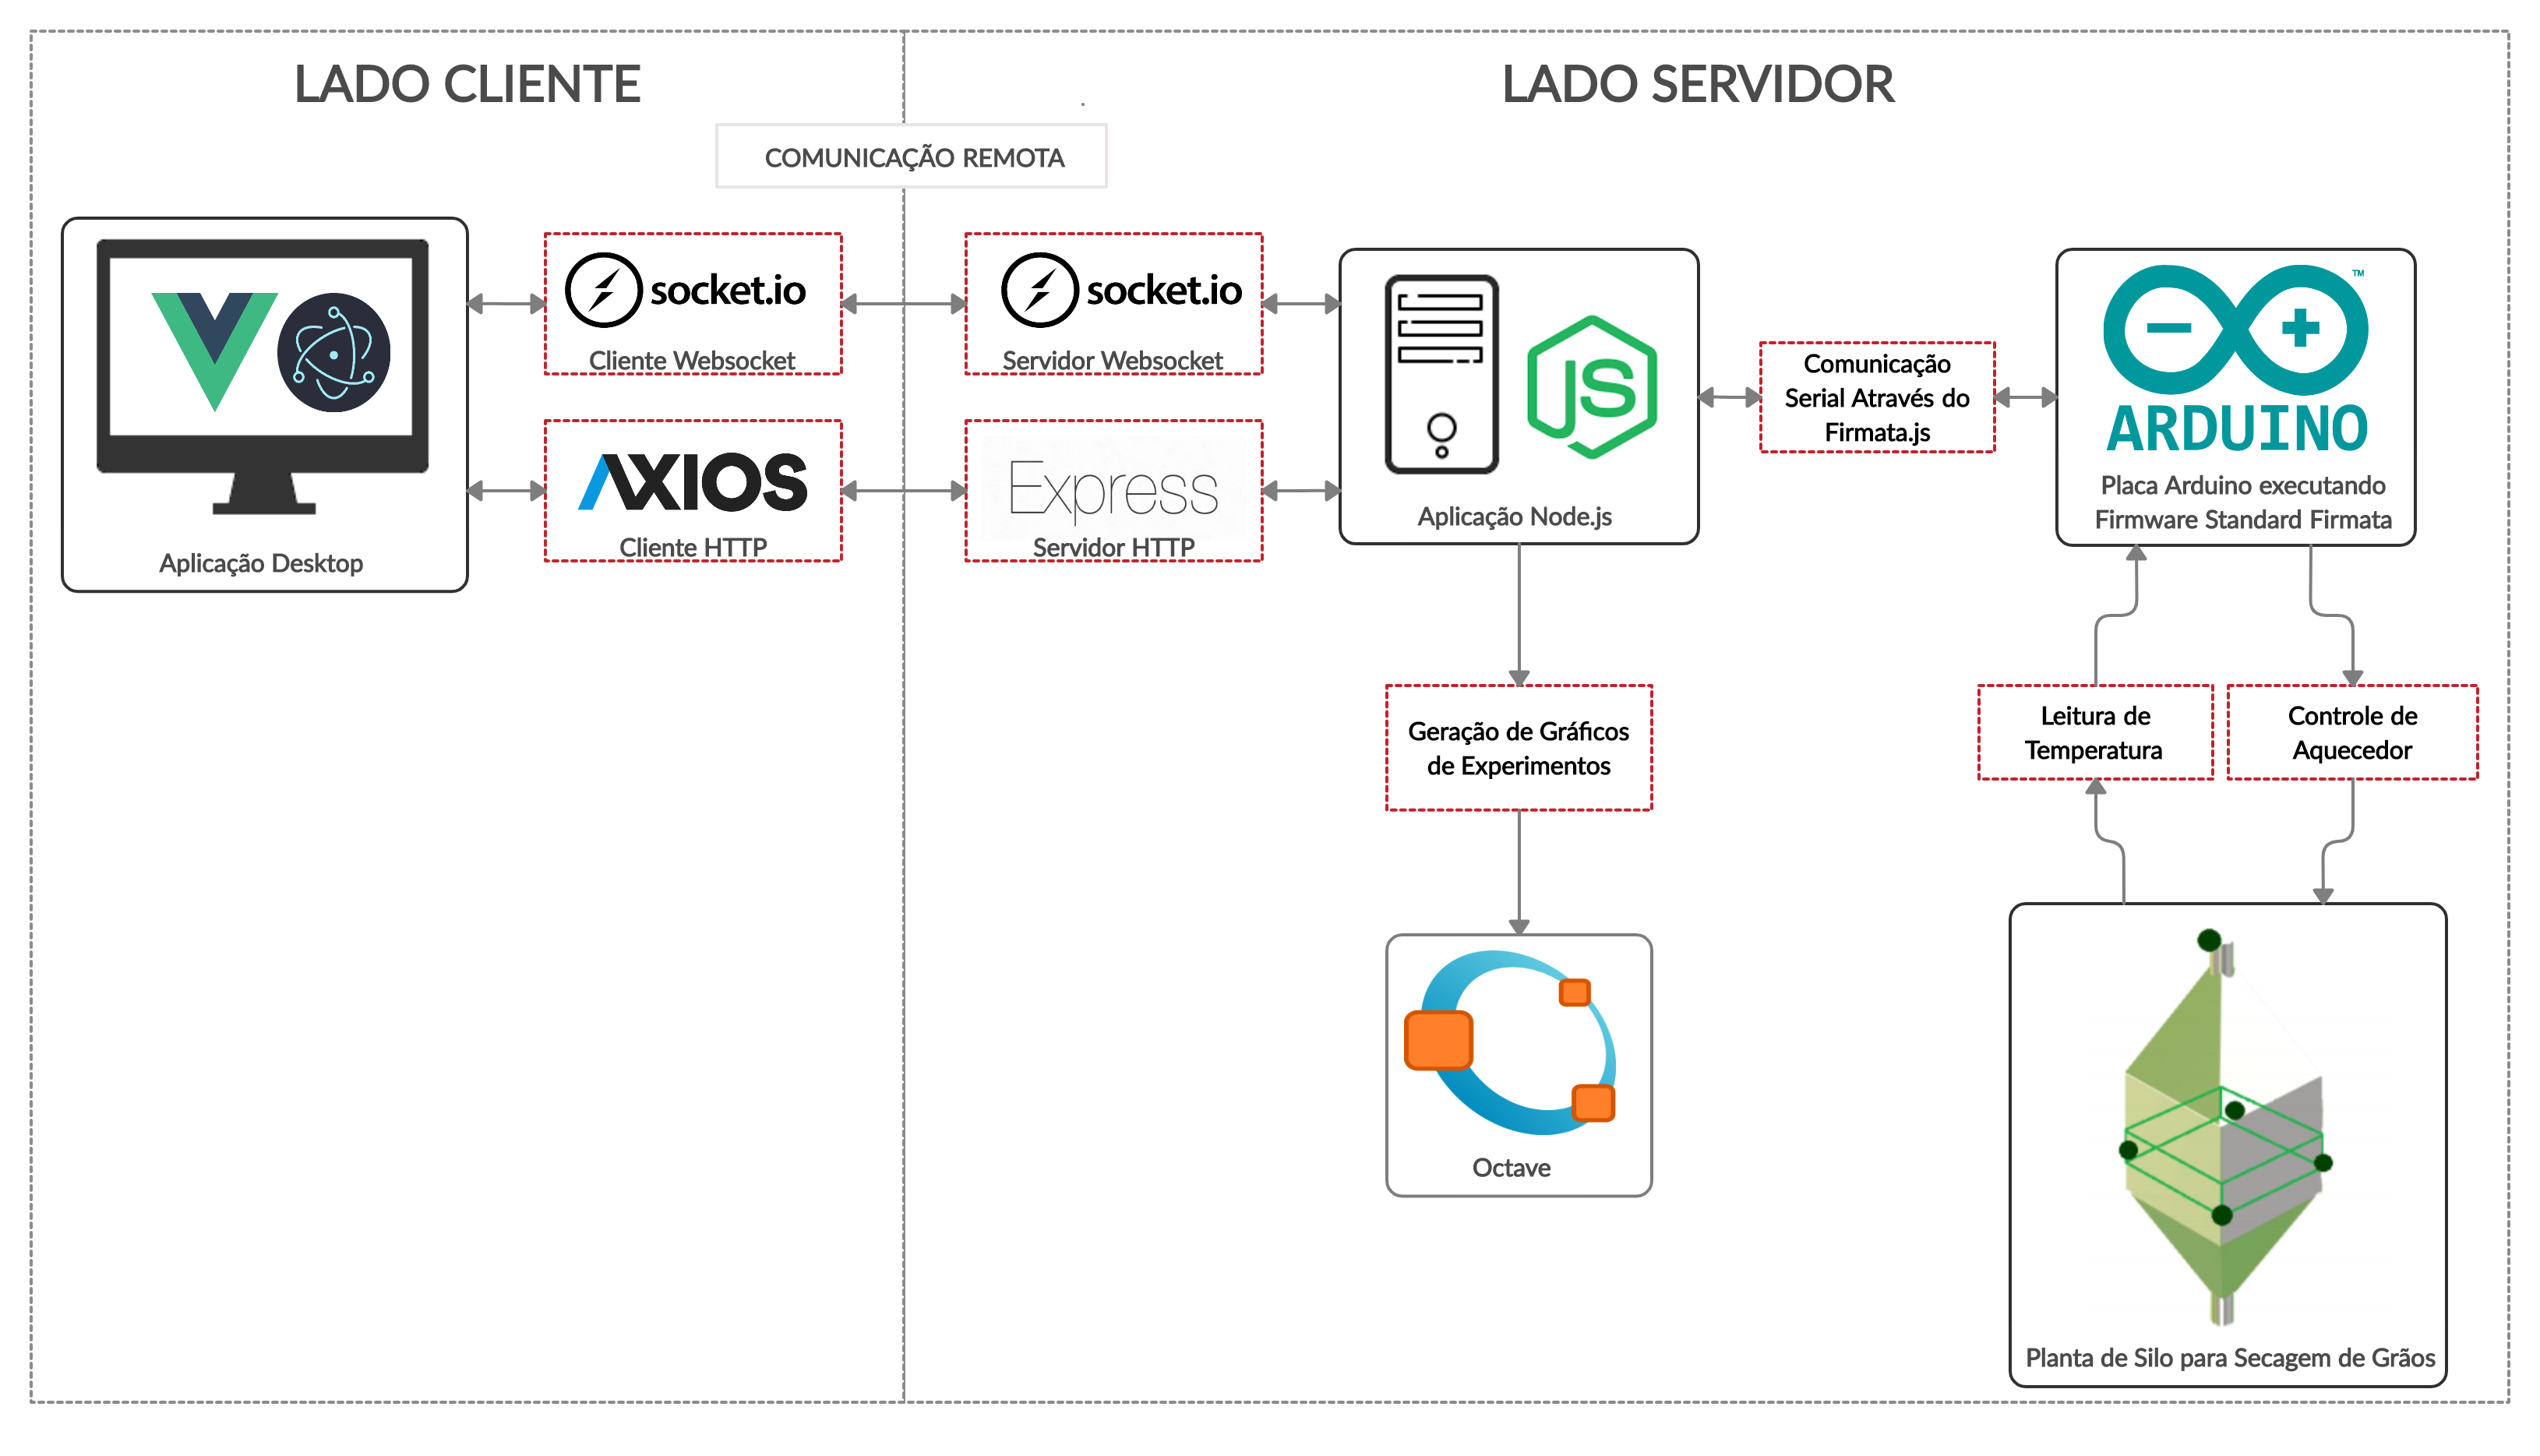 LADO CLIENTE
LADO SERVIDOR
COMUNICAÇÃO REMOTA
socket.io
Cliente Websocket
socket.io
Servidor Websocket
AXIOS
Cliente HTTP
Express
Servidor HTTP
Aplicação Desktop
JS
Aplicação Node.js
Comunicação
Serial Através do
Firmata.js
TM
ARDUINO
Placa Arduino executando
Firmware Standard Firmata
Geração de Gráficos
de Experimentos
Leitura de
Temperatura
Controle de
Aquecedor
Octave
Planta de Silo para Secagem de Grãos